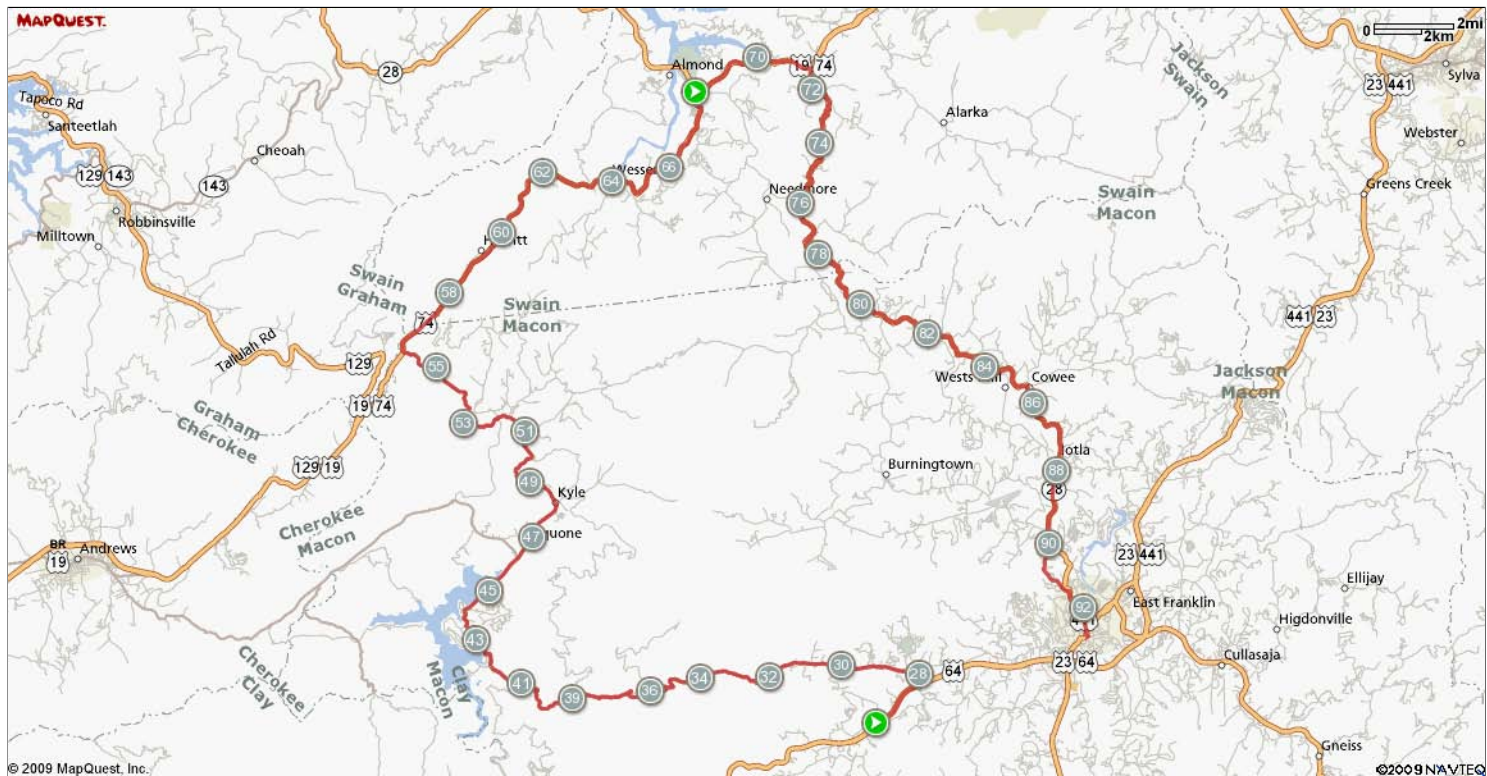 MAPQUEST.
0 2mi
2km
28
Almond
70
19 74
72
Jackson
Swain
23 441
Sylva
Tapoco Rd
Santeetlah
Alarka
Webster
Cheoah
74
129 143
143
62
64
66
Needmore
Swain
Macon
Greens Creek
Robbinsville
76
Milltown
60
78
Swain
Graham
58
Swain
Macon
80
441 23
74
82
Tallulah Rd
129
55
84
Cowee
Jackson
Macon
86
19 74
Graham
Cherokee
53
51
Burningtown
88
129 19
49
Kyle
28
Cherokee
Macon
47
90
BR
19
Andrews
23 441
45
Ellijay
92
East Franklin
43
Higdonville
Cherokee
Clay
Clay
Macon
41
39
36
34
32
30
28
64
23 64
Cullasaja
Gneiss
© 2009 MapQuest, Inc.
©2009 NAVTEQ